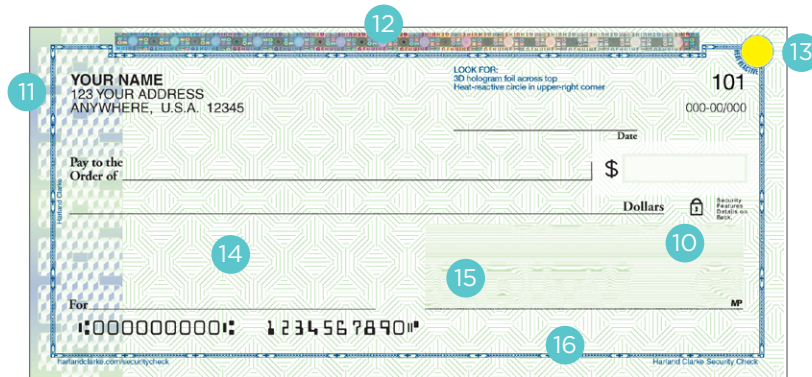 12
13
HEAT REACTIVE
11
YOUR NAME
123 YOUR ADDRESS
ANYWHERE, U.S.A. 12345
LOOK FOR:
3D hologram foil across top
Heat-reactive circle in upper-right corner
101
000-00/000
Date
Pay to the
Order of
$
Harland Clarke
Dollars
Security
Features
Details on
Back.
10
14
15
For
MP
⑆000000000⑆ 1234567890⑈
16
harlandclarke.com/securitycheck
Harland Clarke Security Check